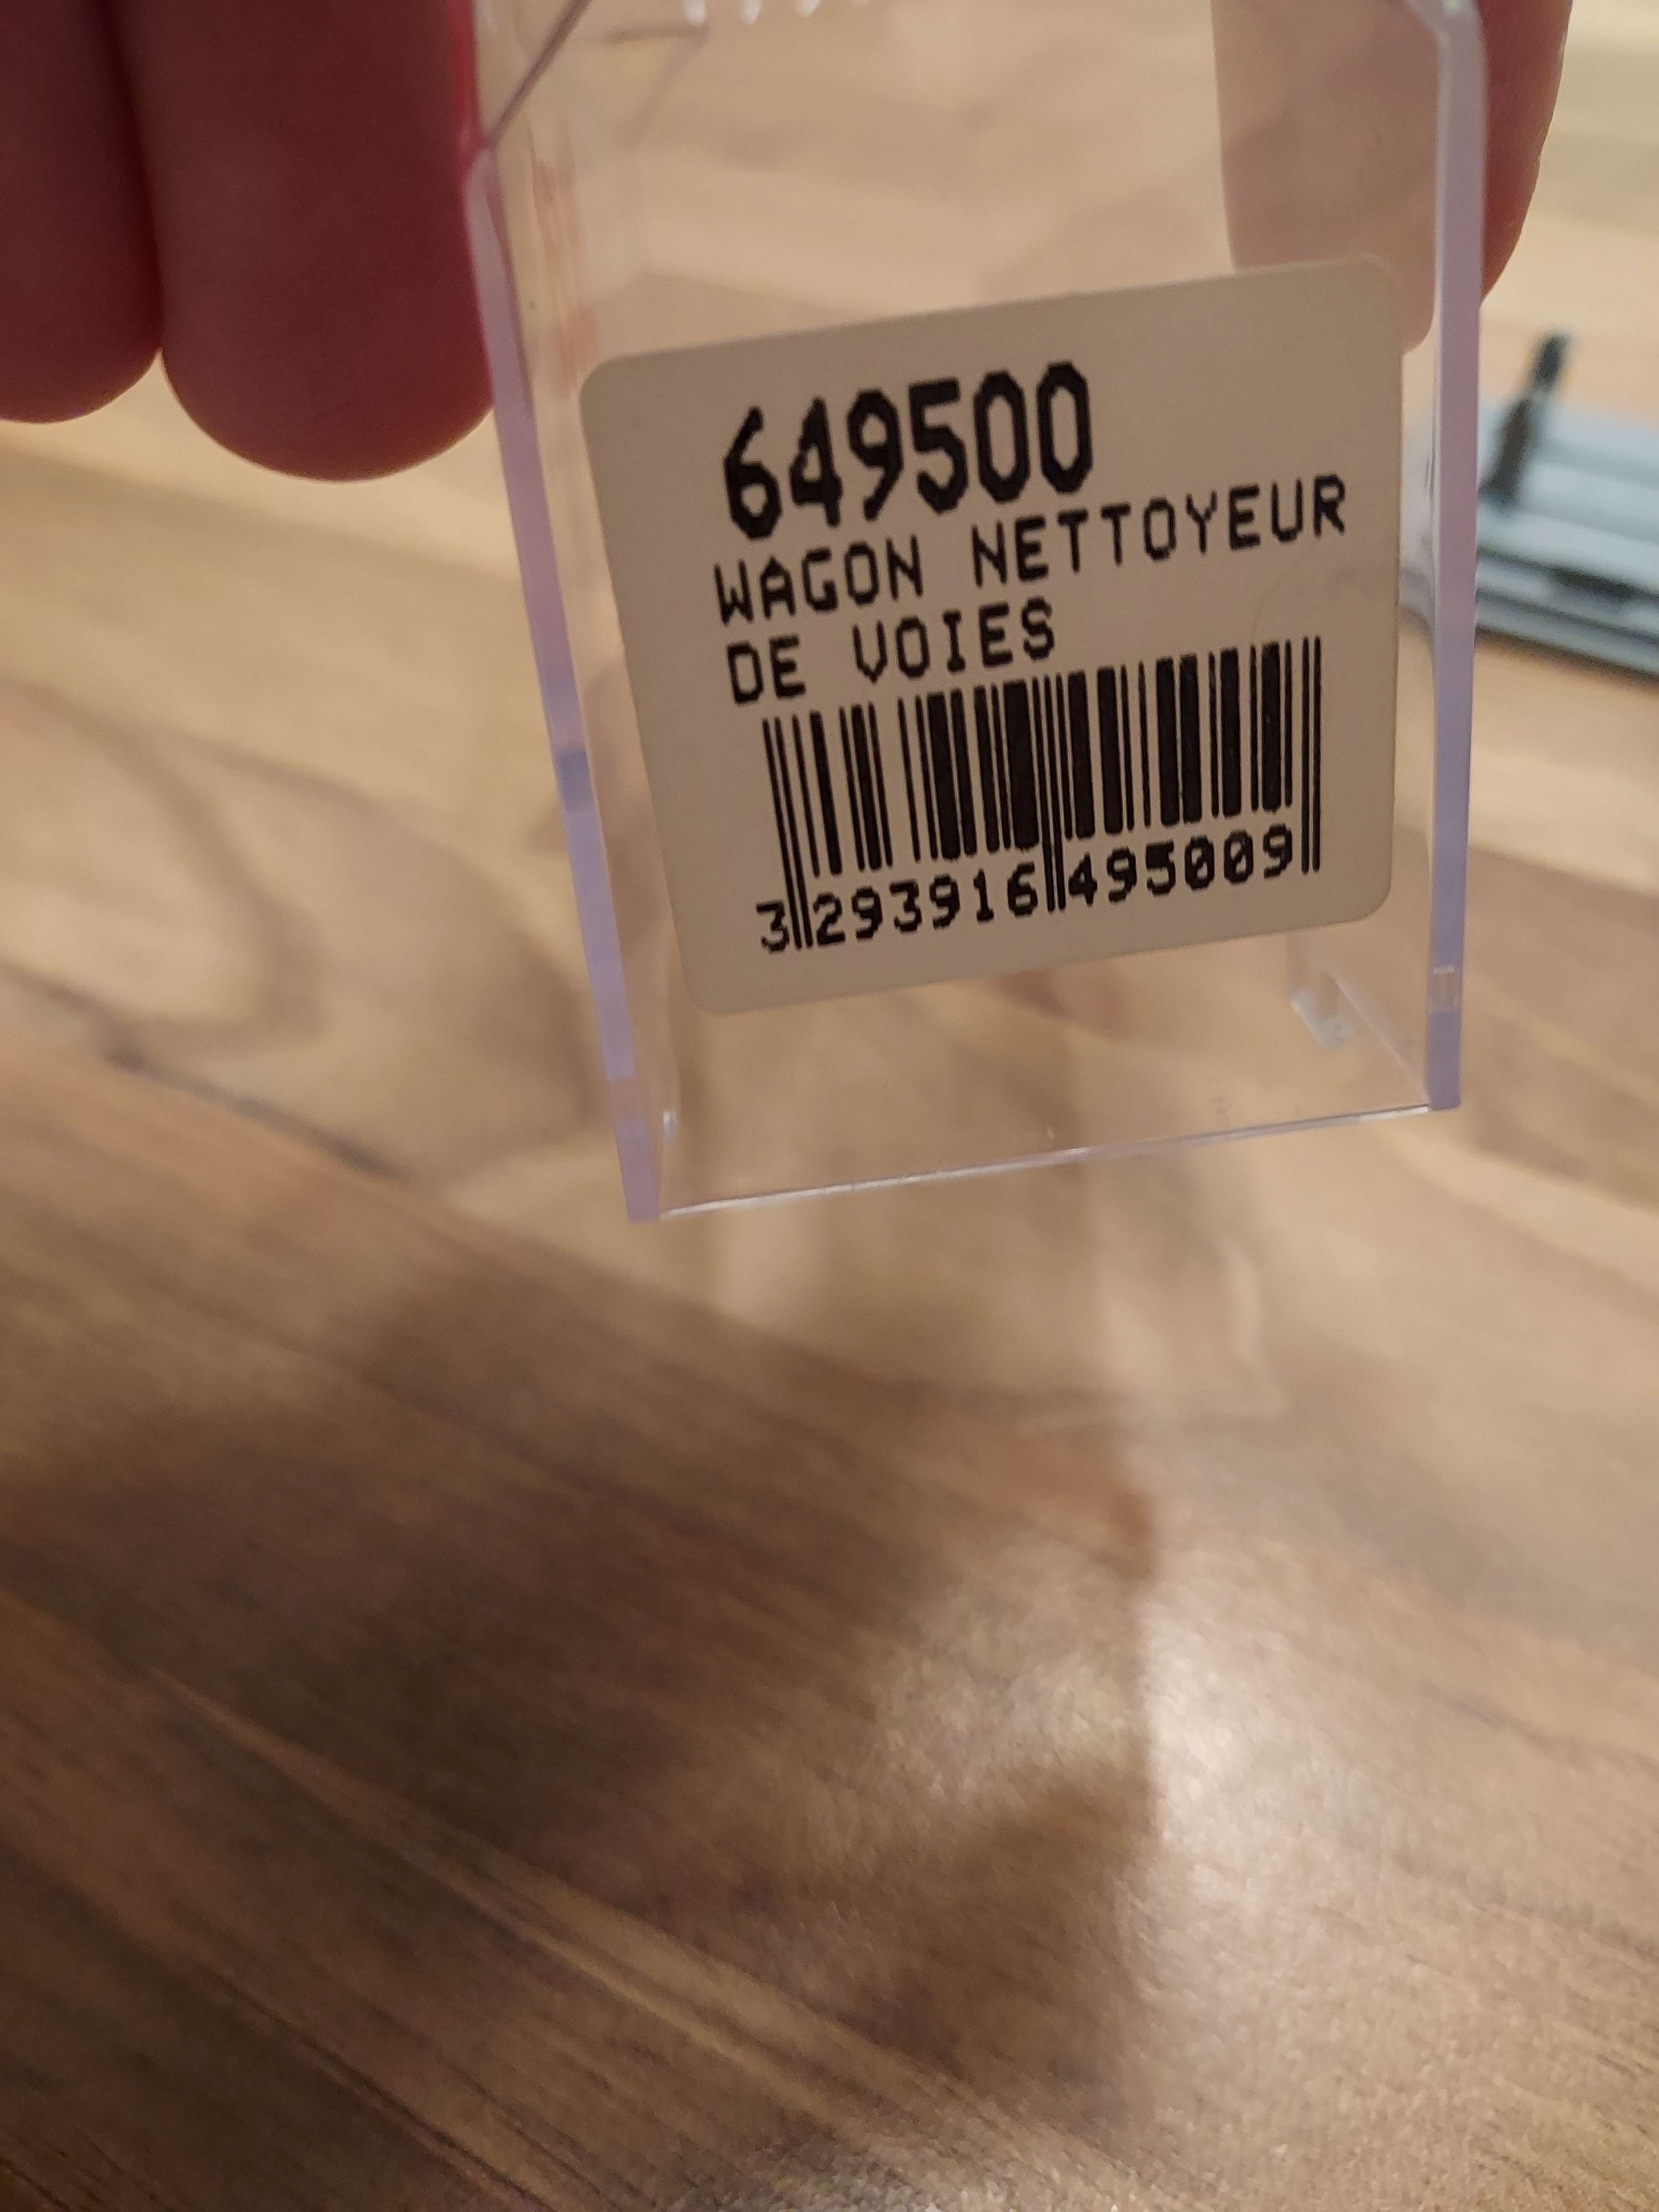 649500
WAGON NETTOYEUR
DE VOIES
3 293916 495009